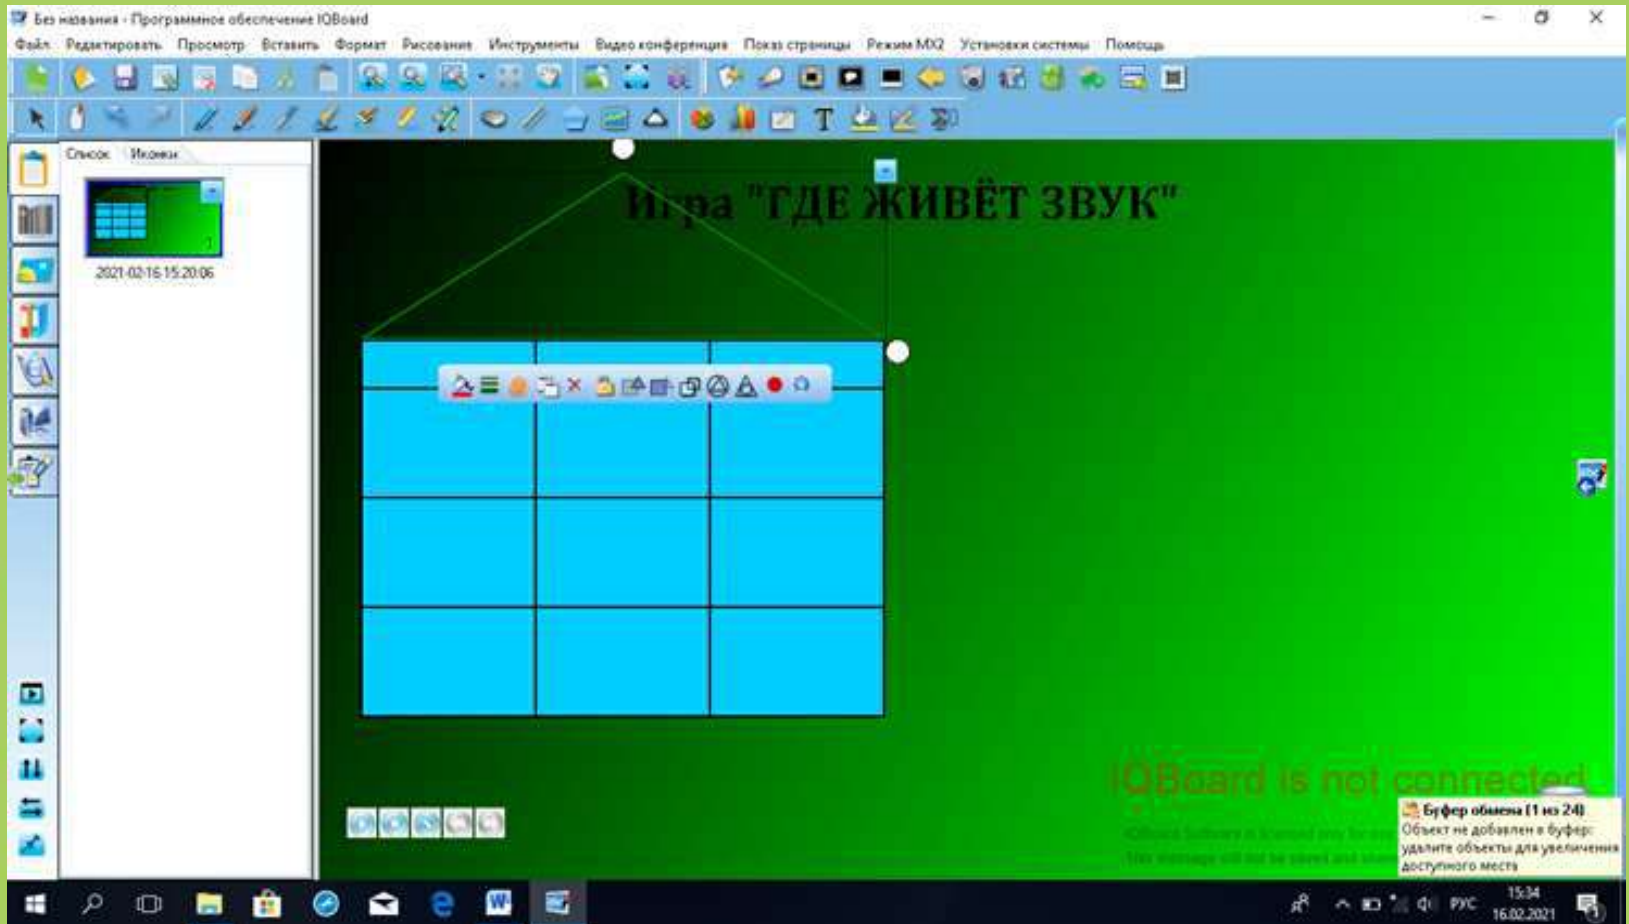 Без названия - Программное обеспечение IQBoard
Файл Редактировать Просмотр Вставить Формат Рисование Инструменты Видео конференция Показ страницы Режим MX2 Установки системы Помощь
Список Иконки
Игра "ГДЕ ЖИВЁТ ЗВУК"
1
2021-02-16 15:20:06
IQBoard is not connected
Буфер обмена (1 из 24)
Объект не добавлен в буфер:
удалите объекты для увеличения
доступного места
РУС
15:34
16.02.2021